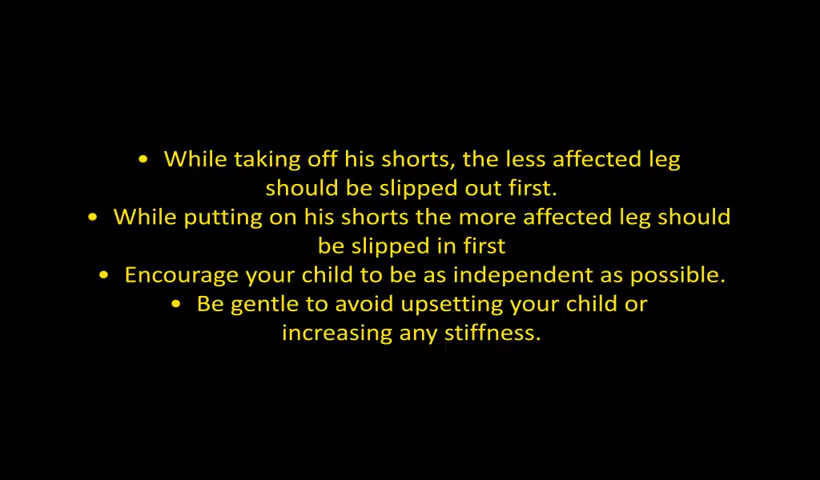 • While taking off his shorts, the less affected leg
should be slipped out first.
• While putting on his shorts the more affected leg should
be slipped in first
• Encourage your child to be as independent as possible.
• Be gentle to avoid upsetting your child or
increasing any stiffness.